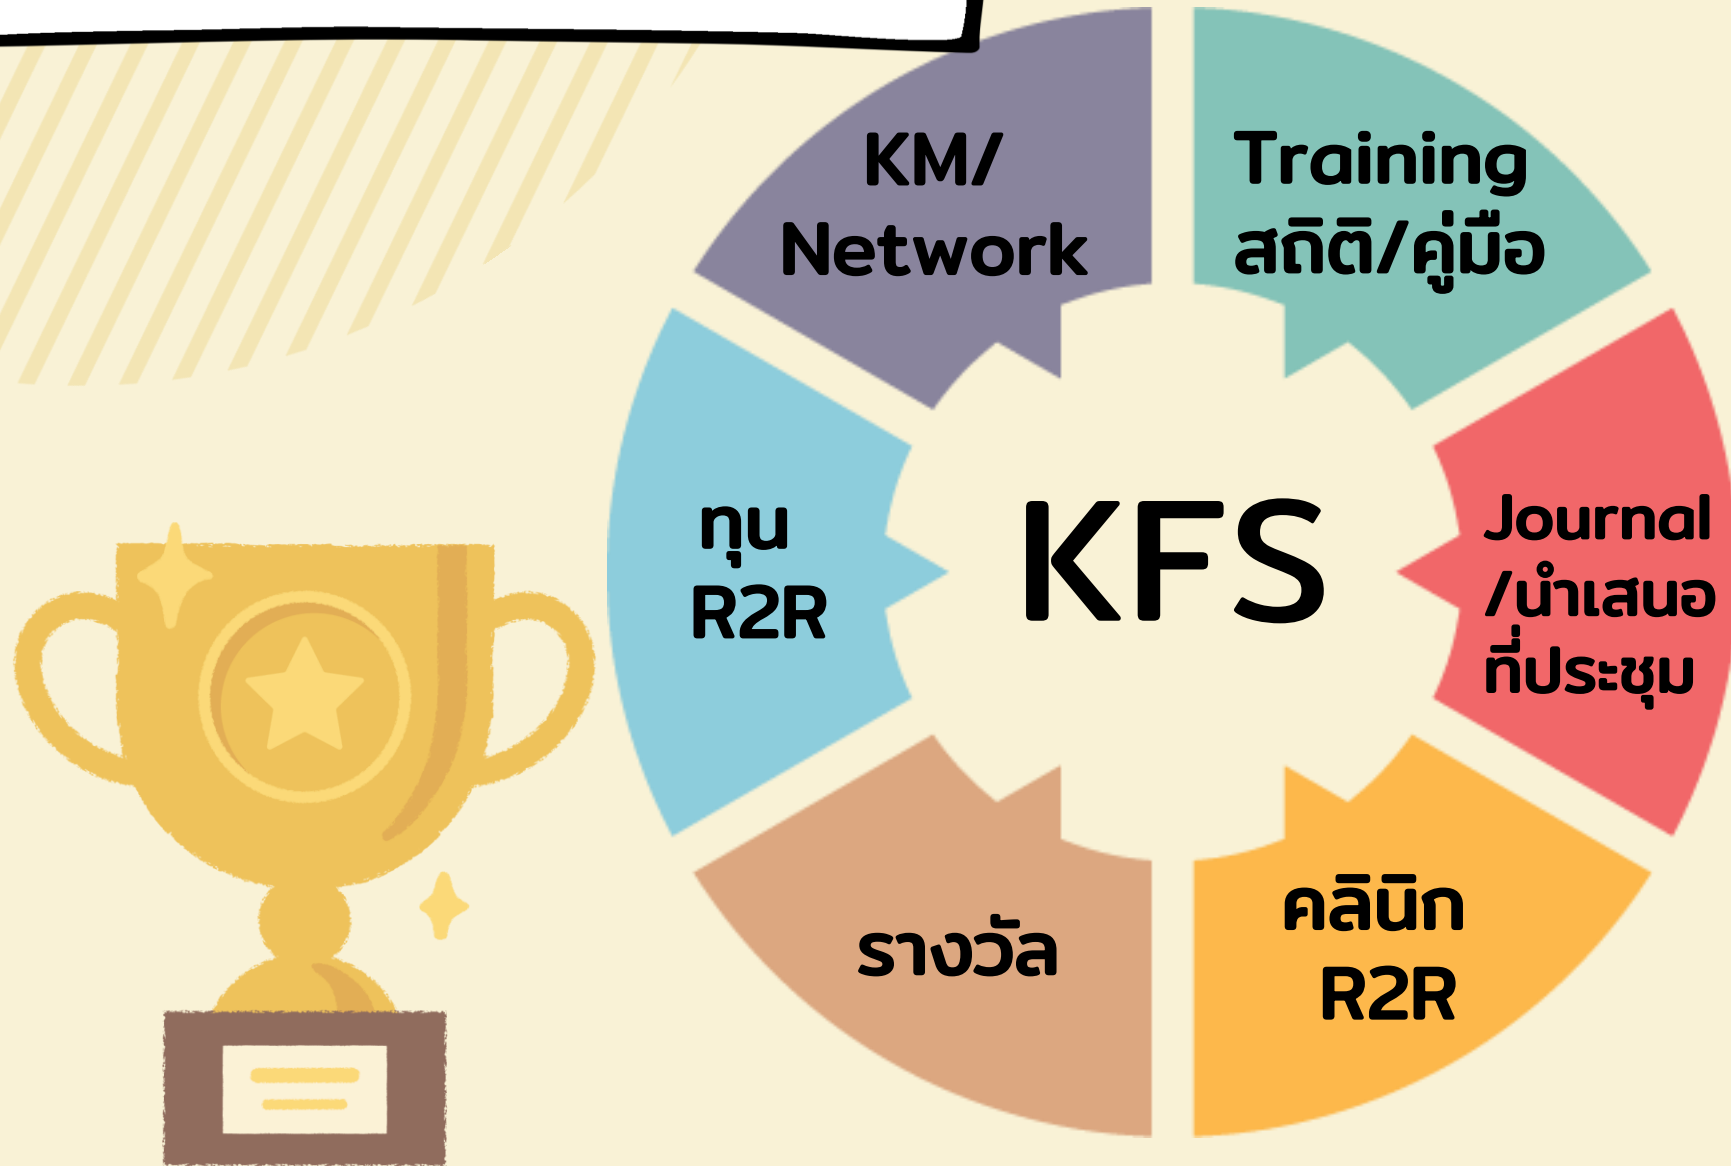 KM/
Network
Training
สถิติ/คู่มือ
Journal
/นำเสนอ
ที่ประชุม
คลินิก
R2R
รางวัล
ทุน
R2R
KFS